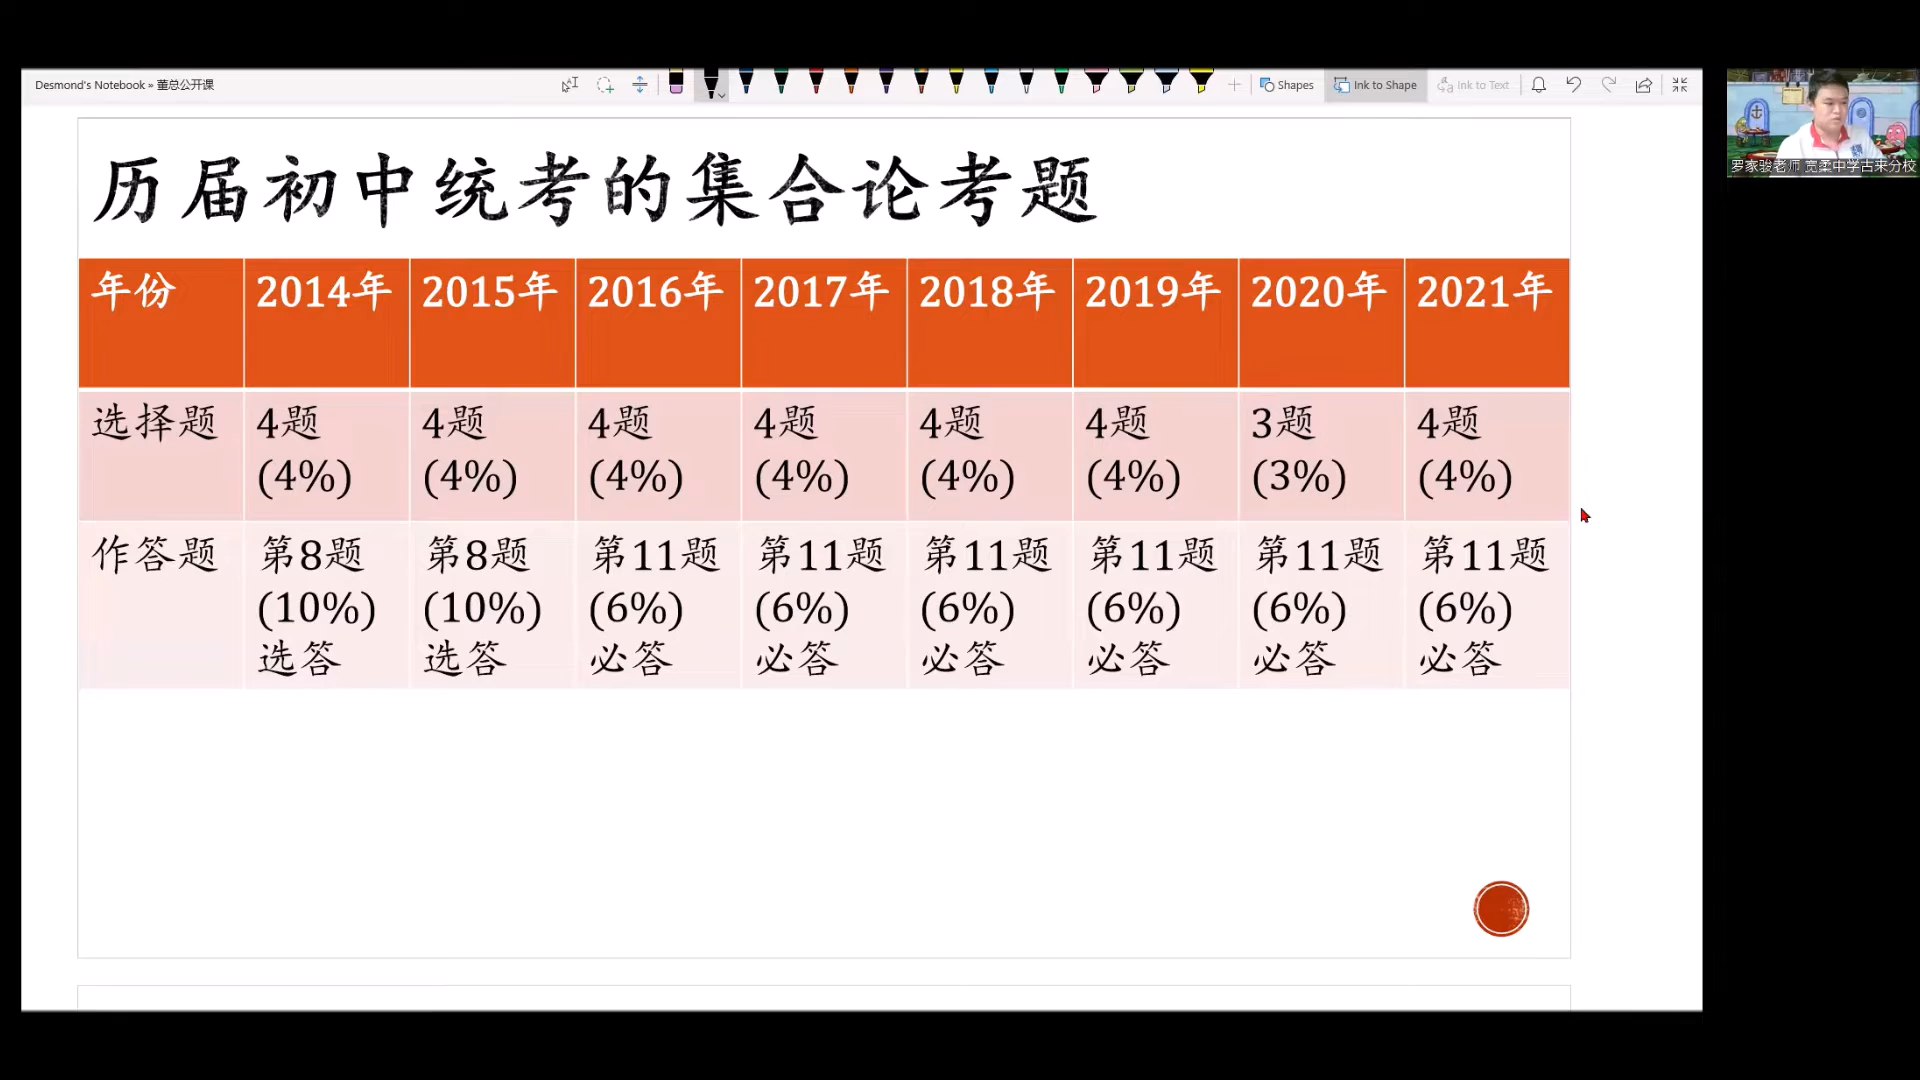 Desmond's Notebook » 董总公开课
Shapes
Ink to Shape
Ink to Text
罗家骏老师 宽柔中学古来分校
历届初中统考的集合论考题
年份 2014年 2015年 2016年 2017年 2018年 2019年 2020年 2021年
选择题 4题 4题 4题 4题 4题 4题 3题 4题
(4%) (4%) (4%) (4%) (4%) (4%) (3%) (4%)
作答题 第8题 第8题 第11题 第11题 第11题 第11题 第11题 第11题
(10%) (10%) (6%) (6%) (6%) (6%) (6%) (6%)
选答 选答 必答 必答 必答 必答 必答 必答